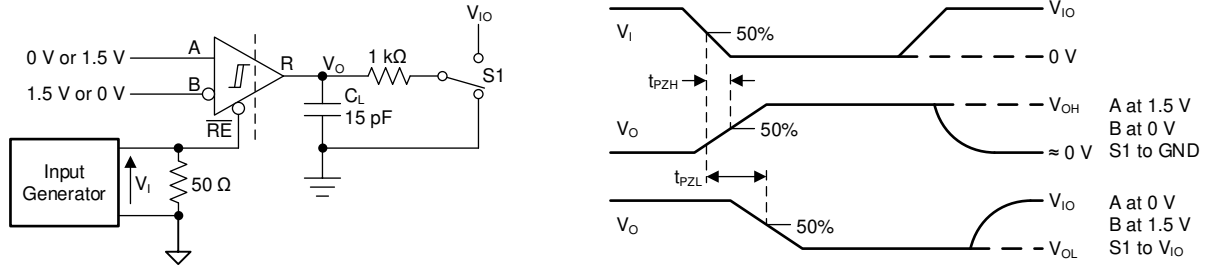 V_IO
0 V or 1.5 V
A
R
V_O
1 kΩ
S1
1.5 V or 0 V
B
C_L
15 pF
R̅E̅
Input
Generator
V_I
50 Ω
V_I
50%
V_IO
0 V
t_PZH
V_O
50%
V_OH
≈ 0 V
A at 1.5 V
B at 0 V
S1 to GND
t_PZL
V_O
50%
V_IO
V_OL
A at 0 V
B at 1.5 V
S1 to V_IO